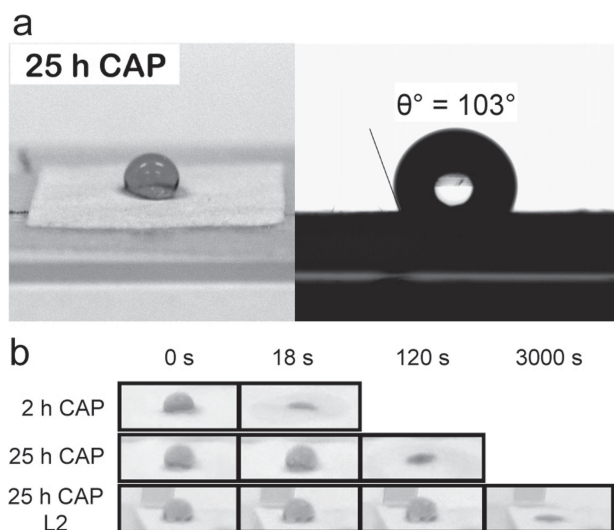 a
25 h CAP
θ° = 103°
b
0 s 18 s 120 s 3000 s
2 h CAP
25 h CAP
25 h CAP
L2